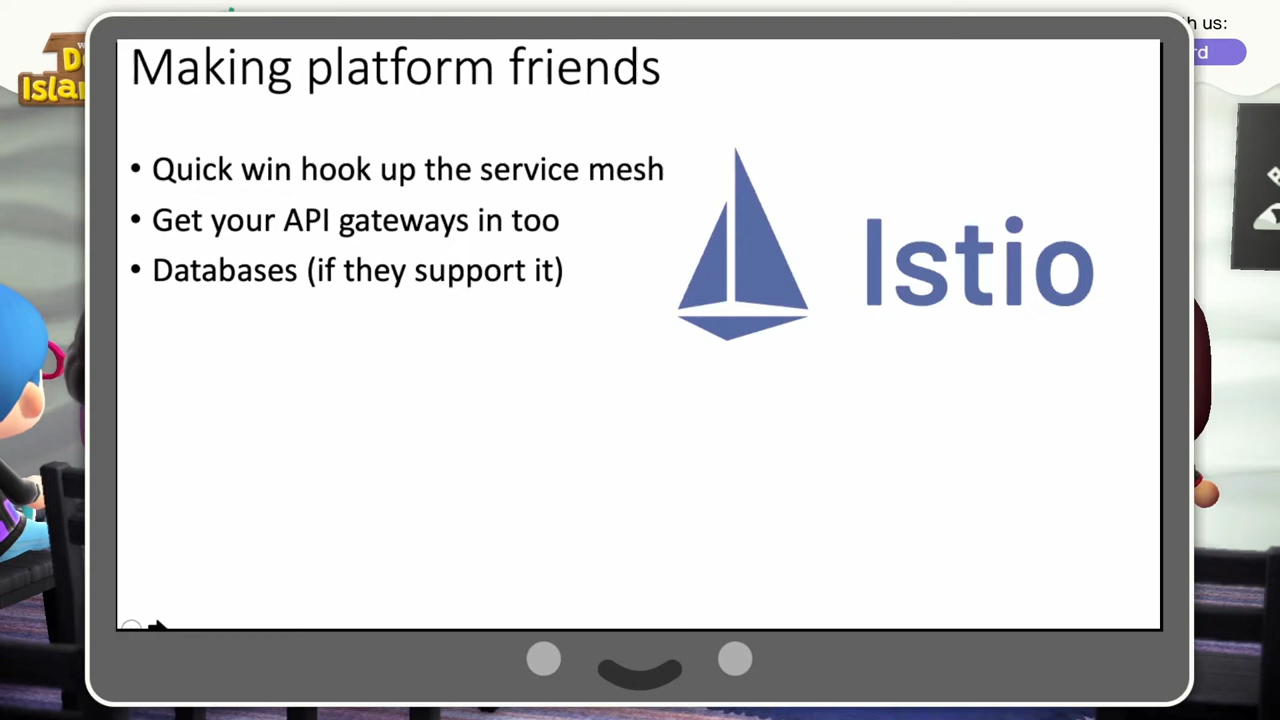 Making platform friends
• Quick win hook up the service mesh
• Get your API gateways in too
• Databases (if they support it)
Istio